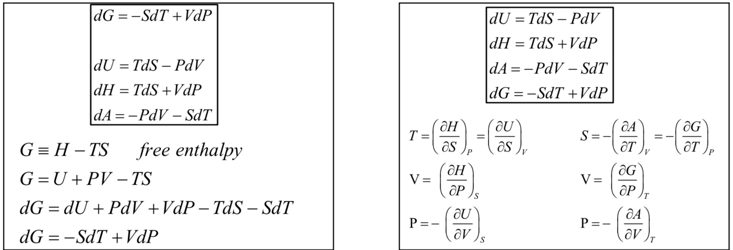 dG = −SdT + VdP
dU = TdS − PdV
dH = TdS + VdP
dA = −PdV − SdT
G ≡ H − TS free enthalpy
G = U + PV − TS
dG = dU + PdV + VdP − TdS − SdT
dG = −SdT + VdP
dU = TdS − PdV
dH = TdS + VdP
dA = −PdV − SdT
dG = −SdT + VdP
T = (∂H/∂S)_P = (∂U/∂S)_V S = −(∂A/∂T)_V = −(∂G/∂T)_P
V = (∂H/∂P)_S V = (∂G/∂P)_T
P = − (∂U/∂V)_S P = − (∂A/∂V)_T